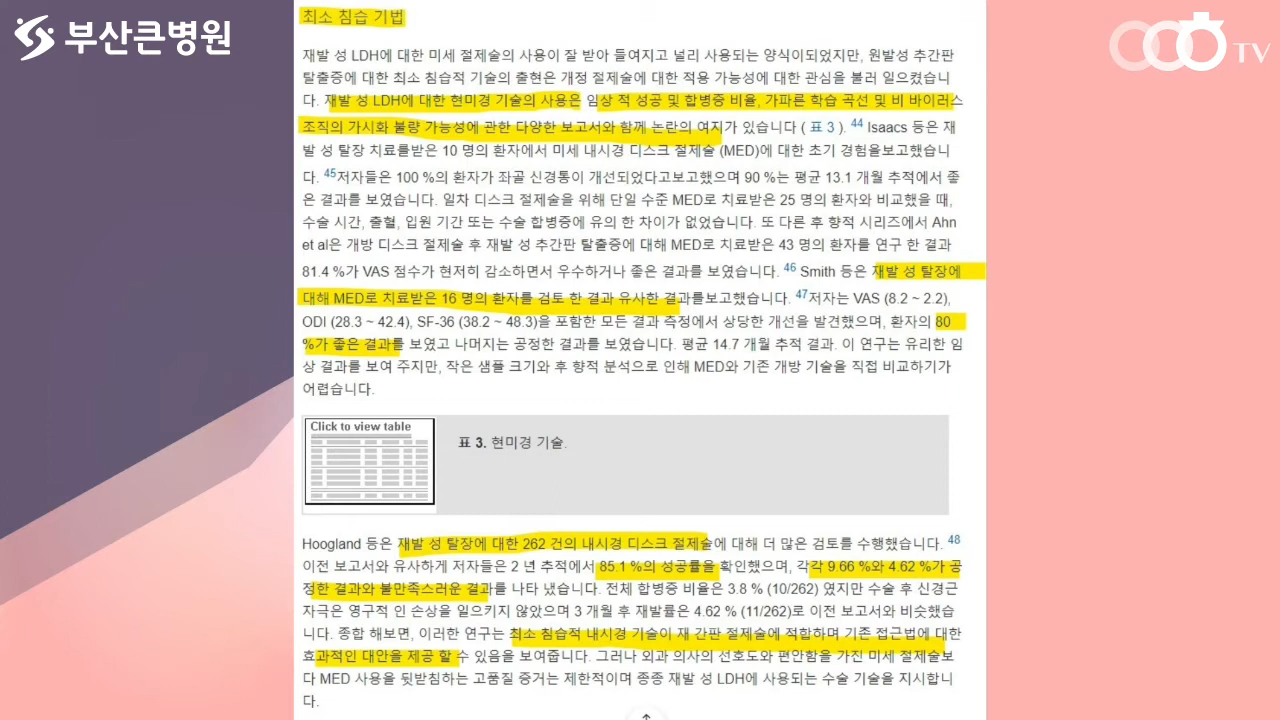 부산큰병원
TV
최소 침습 기법
재발 성 LDH에 대한 미세 절제술의 사용이 잘 받아 들여지고 널리 사용되는 양식이되었지만, 원발성 추간판
탈출증에 대한 최소 침습적 기술의 출현은 개정 절제술에 대한 적용 가능성에 대한 관심을 불러 일으켰습니
다. 재발 성 LDH에 대한 현미경 기술의 사용은 임상 적 성공 및 합병증 비율, 가파른 학습 곡선 및 비 바이러스
조직의 가시화 불량 가능성에 관한 다양한 보고서와 함께 논란의 여지가 있습니다 ( 표 3 ). 44 Isaacs 등은 재
발 성 탈장 치료를받은 10 명의 환자에서 미세 내시경 디스크 절제술 (MED)에 대한 초기 경험을보고했습니
다. 45저자들은 100 %의 환자가 좌골 신경통이 개선되었다고보고했으며 90 %는 평균 13.1 개월 추적에서 좋
은 결과를 보였습니다. 일차 디스크 절제술을 위해 단일 수준 MED로 치료받은 25 명의 환자와 비교했을 때,
수술 시간, 출혈, 입원 기간 또는 수술 합병증에 유의 한 차이가 없었습니다. 또 다른 후 향적 시리즈에서 Ahn
et al은 개방 디스크 절제술 후 재발 성 추간판 탈출증에 대해 MED로 치료받은 43 명의 환자를 연구 한 결과
81.4 %가 VAS 점수가 현저히 감소하면서 우수하거나 좋은 결과를 보였습니다. 46 Smith 등은 재발 성 탈장에
대해 MED로 치료받은 16 명의 환자를 검토 한 결과 유사한 결과를보고했습니다. 47저자는 VAS (8.2 ~ 2.2),
ODI (28.3 ~ 42.4), SF-36 (38.2 ~ 48.3)을 포함한 모든 결과 측정에서 상당한 개선을 발견했으며, 환자의 80
%가 좋은 결과를 보였고 나머지는 공정한 결과를 보였습니다. 평균 14.7 개월 추적 결과. 이 연구는 유리한 임
상 결과를 보여 주지만, 작은 샘플 크기와 후 향적 분석으로 인해 MED와 기존 개방 기술을 직접 비교하기가
어렵습니다.
Click to view table
표 3. 현미경 기술.
Hoogland 등은 재발 성 탈장에 대한 262 건의 내시경 디스크 절제술에 대해 더 많은 검토를 수행했습니다. 48
이전 보고서와 유사하게 저자들은 2 년 추적에서 85.1 %의 성공률을 확인했으며, 각각 9.66 %와 4.62 %가 공
정한 결과와 불만족스러운 결과를 나타 냈습니다. 전체 합병증 비율은 3.8 % (10/262) 였지만 수술 후 신경근
자극은 영구적 인 손상을 일으키지 않았으며 3 개월 후 재발률은 4.62 % (11/262)로 이전 보고서와 비슷했습
니다. 종합 해보면, 이러한 연구는 최소 침습적 내시경 기술이 재 간판 절제술에 적합하며 기존 접근법에 대한
효과적인 대안을 제공 할 수 있음을 보여줍니다. 그러나 외과 의사의 선호도와 편안함을 가진 미세 절제술보
다 MED 사용을 뒷받침하는 고품질 증거는 제한적이며 종종 재발 성 LDH에 사용되는 수술 기술을 지시합니
다.